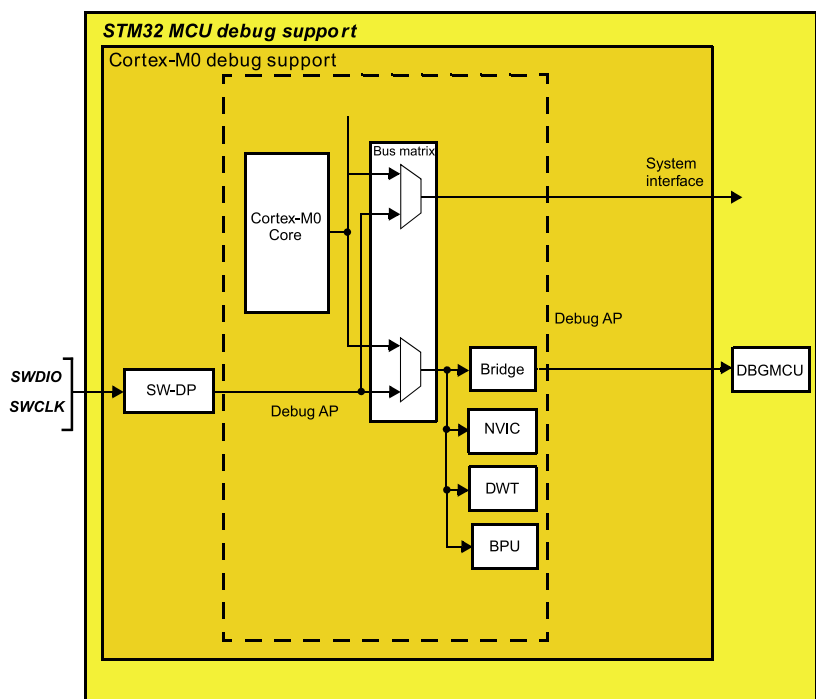 STM32 MCU debug support
Cortex-M0 debug support
Bus matrix
System
interface
Cortex-M0
Core
Debug AP
Bridge
DBGMCU
SWDIO
SWCLK
SW-DP
Debug AP
NVIC
DWT
BPU